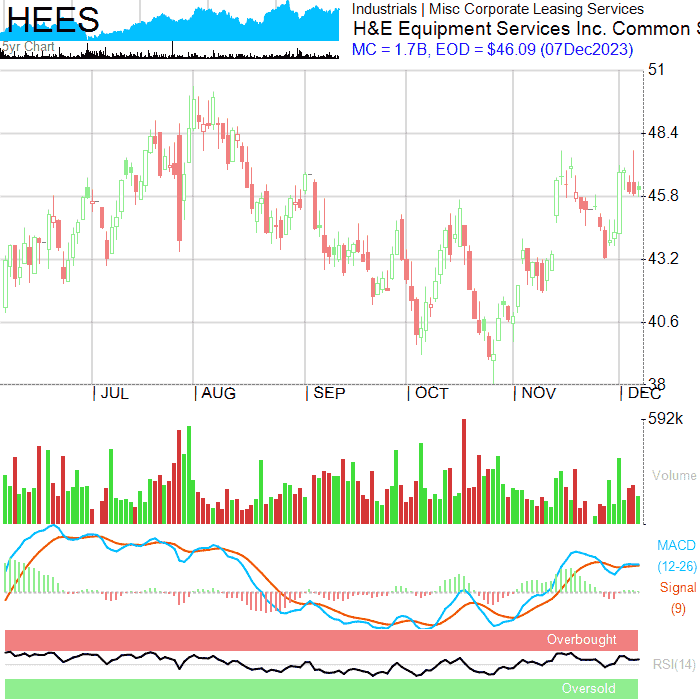 HEES
5yr Chart
Industrials | Misc Corporate Leasing Services
H&E Equipment Services Inc. Common S
MC = 1.7B, EOD = $46.09 (07Dec2023)
51
48.4
45.8
43.2
40.6
38
JUL AUG SEP OCT NOV DEC
592k
Volume
MACD
(12-26)
Signal
(9)
Overbought
RSI(14)
Oversold